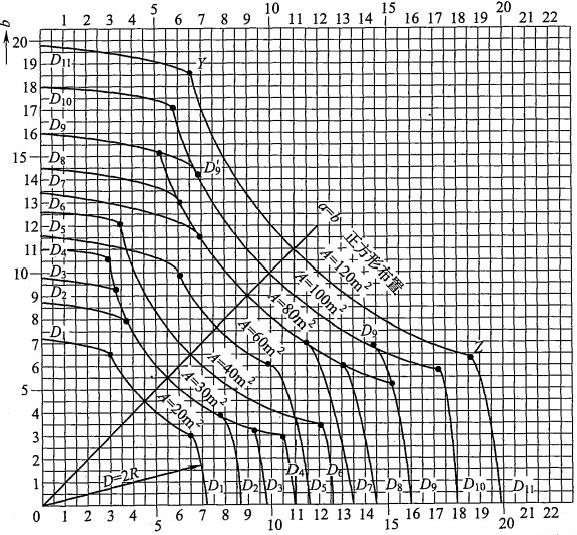 1 2 3 4 5 6 7 8 9 10 11 12 13 14 15 16 17 18 19 20 21 22
b
20
19
18
17
16
15
14
13
12
11
10
9
8
7
6
5
4
3
2
1
0
D11
D10
D9
D8
D7
D6
D5
D4
D3
D2
D1
Y
D9'
a=b 正方形布置
A=120m²
A=100m²
A=80m²
A=60m²
A=40m²
A=30m²
A=20m²
D9
Z
D=2R
D1 D2 D3 D4 D5 D6 D7 D8 D9 D10 D11
1 2 3 4 5 6 7 8 9 10 11 12 13 14 15 16 17 18 19 20 21 22